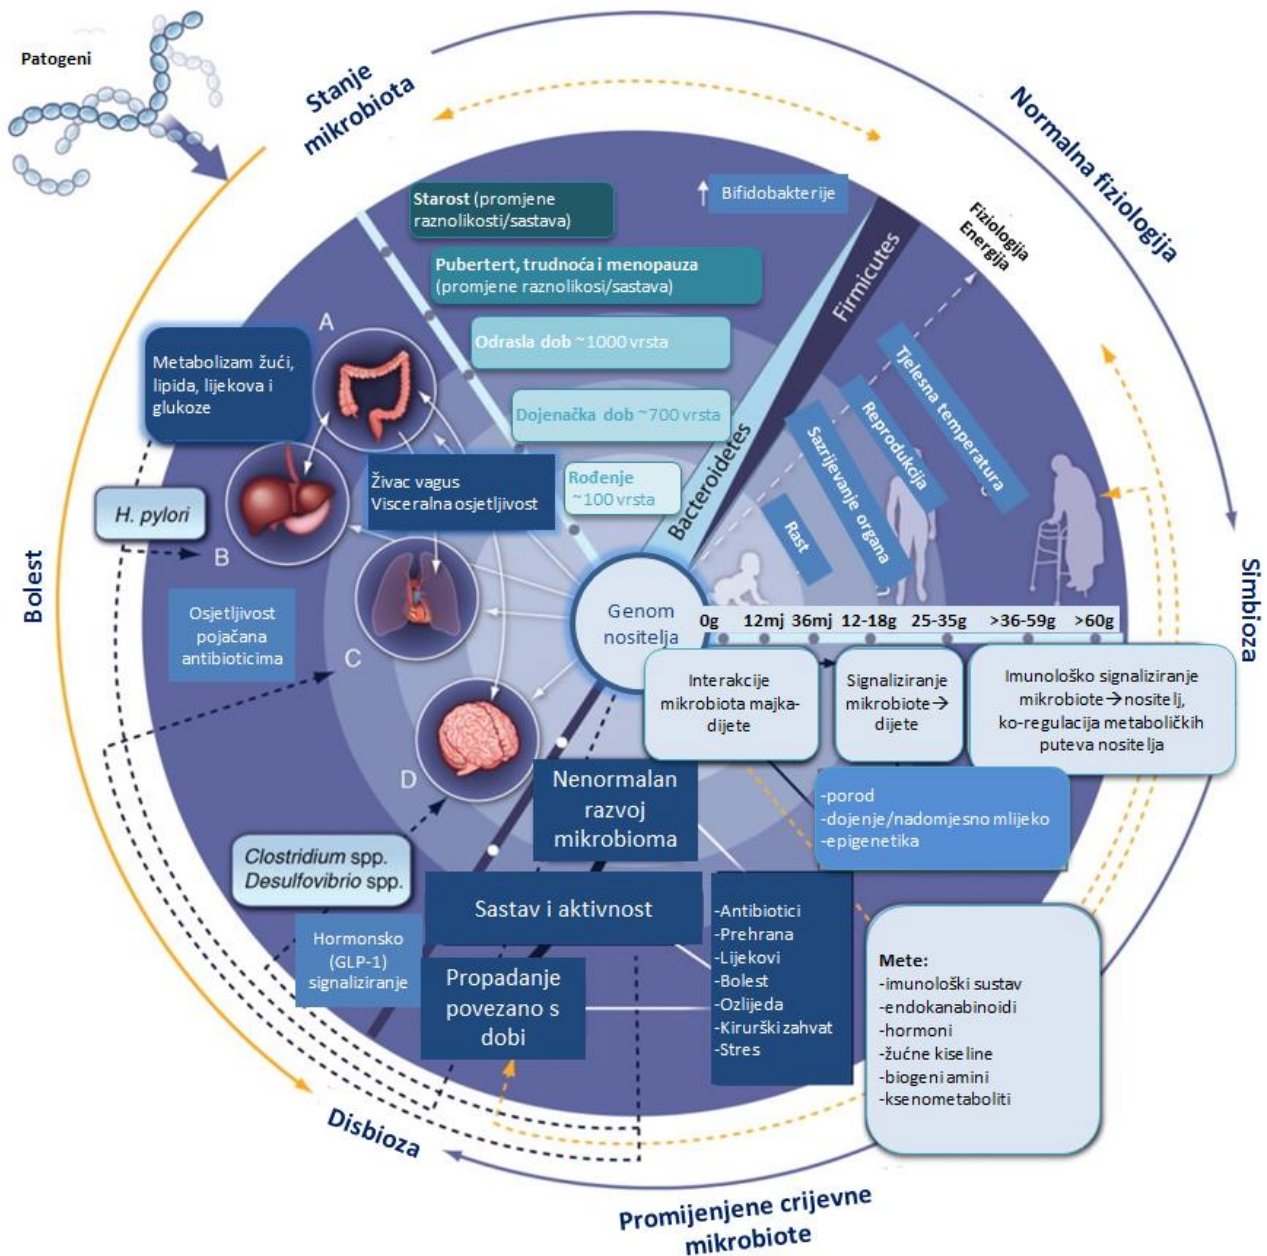 Patogeni
Stanje
mikrobiota
Normalna fiziologija
Starost (promjene
raznolikosti/sastava)
Bifidobakterije
Pubertert, trudnoća i menopauza
(promjene raznolikosi/sastava)
Fiziologija
Energija
Firmicutes
Bacteroidetes
Odrasla dob ~1000 vrsta
Dojenačka dob ~700 vrsta
Rođenje
~100 vrsta
A
Metabolizam žući,
lipida, lijekova i
glukoze
Živac vagus
Visceralna osjetljivost
H. pylori
B
Tjelesna temperatura
Reprodukcija
Sazrijevanje organa
Rast
Bolest
Simbioza
Osjetljivost
pojačana
antibioticima
C
Genom
nositelja
0g 12mj 36mj 12-18g 25-35g >36-59g >60g
Interakcije
mikrobiota majka-
dijete
Signaliziranje
mikrobiote→
dijete
Imunološko signaliziranje
mikrobiote→nositelj,
ko-regulacija metaboličkih
puteva nositelja
D
Nenormalan
razvoj
mikrobioma
-porod
-dojenje/nadomjesno mlijeko
-epigenetika
Clostridium spp.
Desulfovibrio spp.
Sastav i aktivnost
Hormonsko
(GLP-1)
signaliziranje
Propadanje
povezano s
dobi
-Antibiotici
-Prehrana
-Lijekovi
-Bolest
-Ozlijeda
-Kirurški zahvat
-Stres
Mete:
-imunološki sustav
-endokanabinoidi
-hormoni
-žućne kiseline
-biogeni amini
-ksenometaboliti
Disbioza
Promijenjene crijevne
mikrobiote